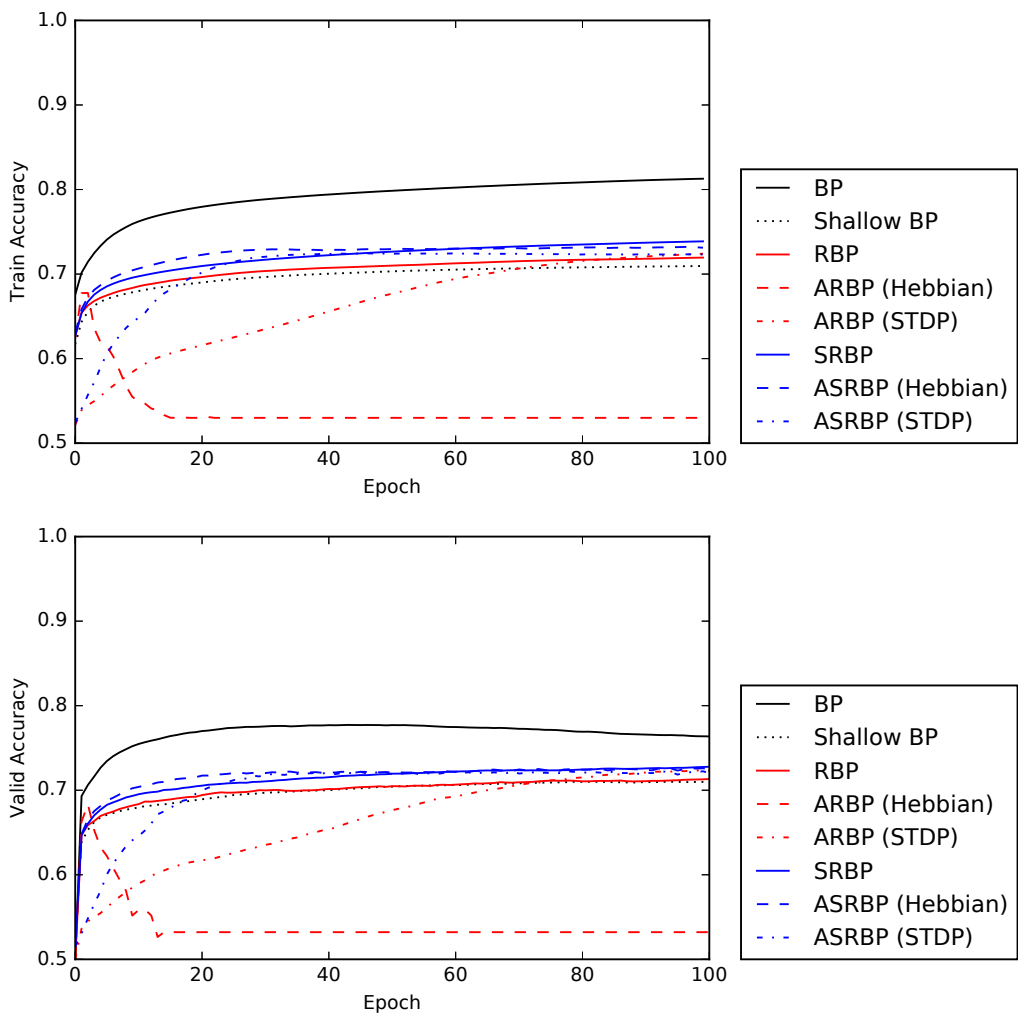 1.0
0.9
0.8
0.7
0.6
0.5
Train Accuracy
0 20 40 60 80 100
Epoch
BP
Shallow BP
RBP
ARBP (Hebbian)
ARBP (STDP)
SRBP
ASRBP (Hebbian)
ASRBP (STDP)
1.0
0.9
0.8
0.7
0.6
0.5
Valid Accuracy
0 20 40 60 80 100
Epoch
BP
Shallow BP
RBP
ARBP (Hebbian)
ARBP (STDP)
SRBP
ASRBP (Hebbian)
ASRBP (STDP)